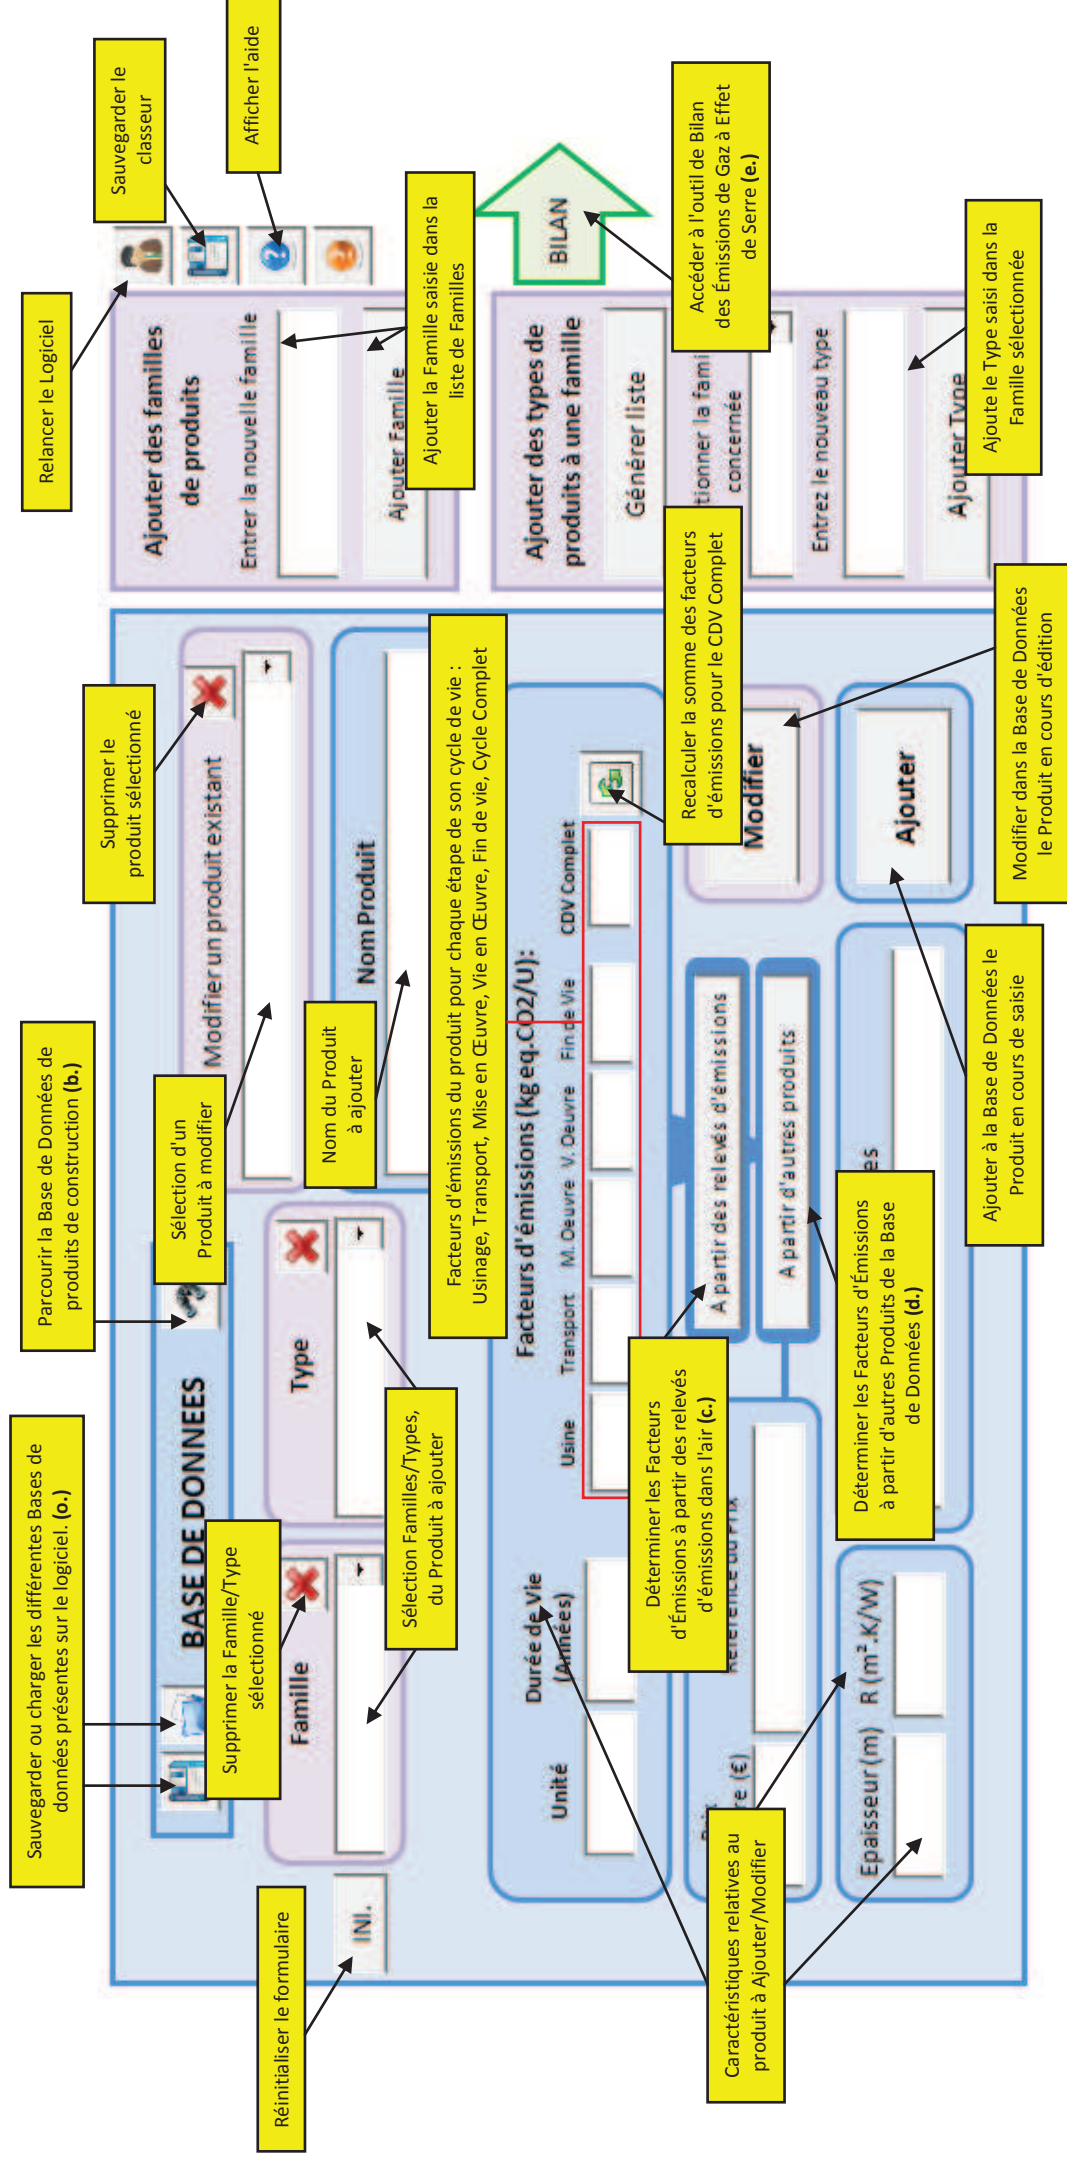 Sauvegarder ou charger les différentes Bases de
données présentes sur le logiciel. (o.)
Parcourir la Base de Données de
produits de construction (b.)
Supprimer le
produit sélectionné
Relancer le Logiciel
Sauvegarder le
classeur
Afficher l'aide
BASE DE DONNEES
Sélection d'un
Produit à modifier
Modifier un produit existant
Supprimer la Famille/Type
sélectionné
Réinitialiser le formulaire
INI.
Famille
Type
Sélection Familles/Types,
du Produit à ajouter
Nom du Produit
à ajouter
Nom Produit
Ajouter des familles
de produits
Entrer la nouvelle famille
Ajouter Famille
Ajouter la Famille saisie dans la
liste de Familles
Facteurs d'émissions du produit pour chaque étape de son cycle de vie :
Usinage, Transport, Mise en Œuvre, Vie en Œuvre, Fin de vie, Cycle Complet
Unité
Durée de Vie
(Années)
Facteurs d'émissions (kg eq.CO2/U):
Usine
Transport
M. Oeuvre
V. Oeuvre
Fin de Vie
CDV Complet
BILAN
Accéder à l'outil de Bilan
des Émissions de Gaz à Effet
de Serre (e.)
Ajouter des types de
produits à une famille
Générer liste
tionner la fami
concernée
Entrez le nouveau type
Ajouter Type
Ajoute le Type saisi dans la
Famille sélectionnée
Recalculer la somme des facteurs
d'émissions pour le CDV Complet
Déterminer les Facteurs
d'Émissions à partir des relevés
d'émissions dans l'air (c.)
A partir des relevés d'émissions
A partir d'autres produits
Modifier
Modifier dans la Base de Données
le Produit en cours d'édition
re (€)
Référence du Prix
Caractéristiques relatives au
produit à Ajouter/Modifier
Epaisseur (m)
R (m².K/W)
Déterminer les Facteurs d'Émissions
à partir d'autres Produits de la Base
de Données (d.)
es
Ajouter
Ajouter à la Base de Données le
Produit en cours de saisie